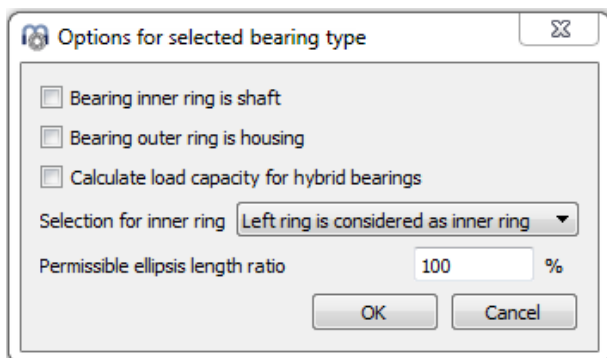 Options for selected bearing type
Bearing inner ring is shaft
Bearing outer ring is housing
Calculate load capacity for hybrid bearings
Selection for inner ring Left ring is considered as inner ring
Permissible ellipsis length ratio 100 %
OK Cancel